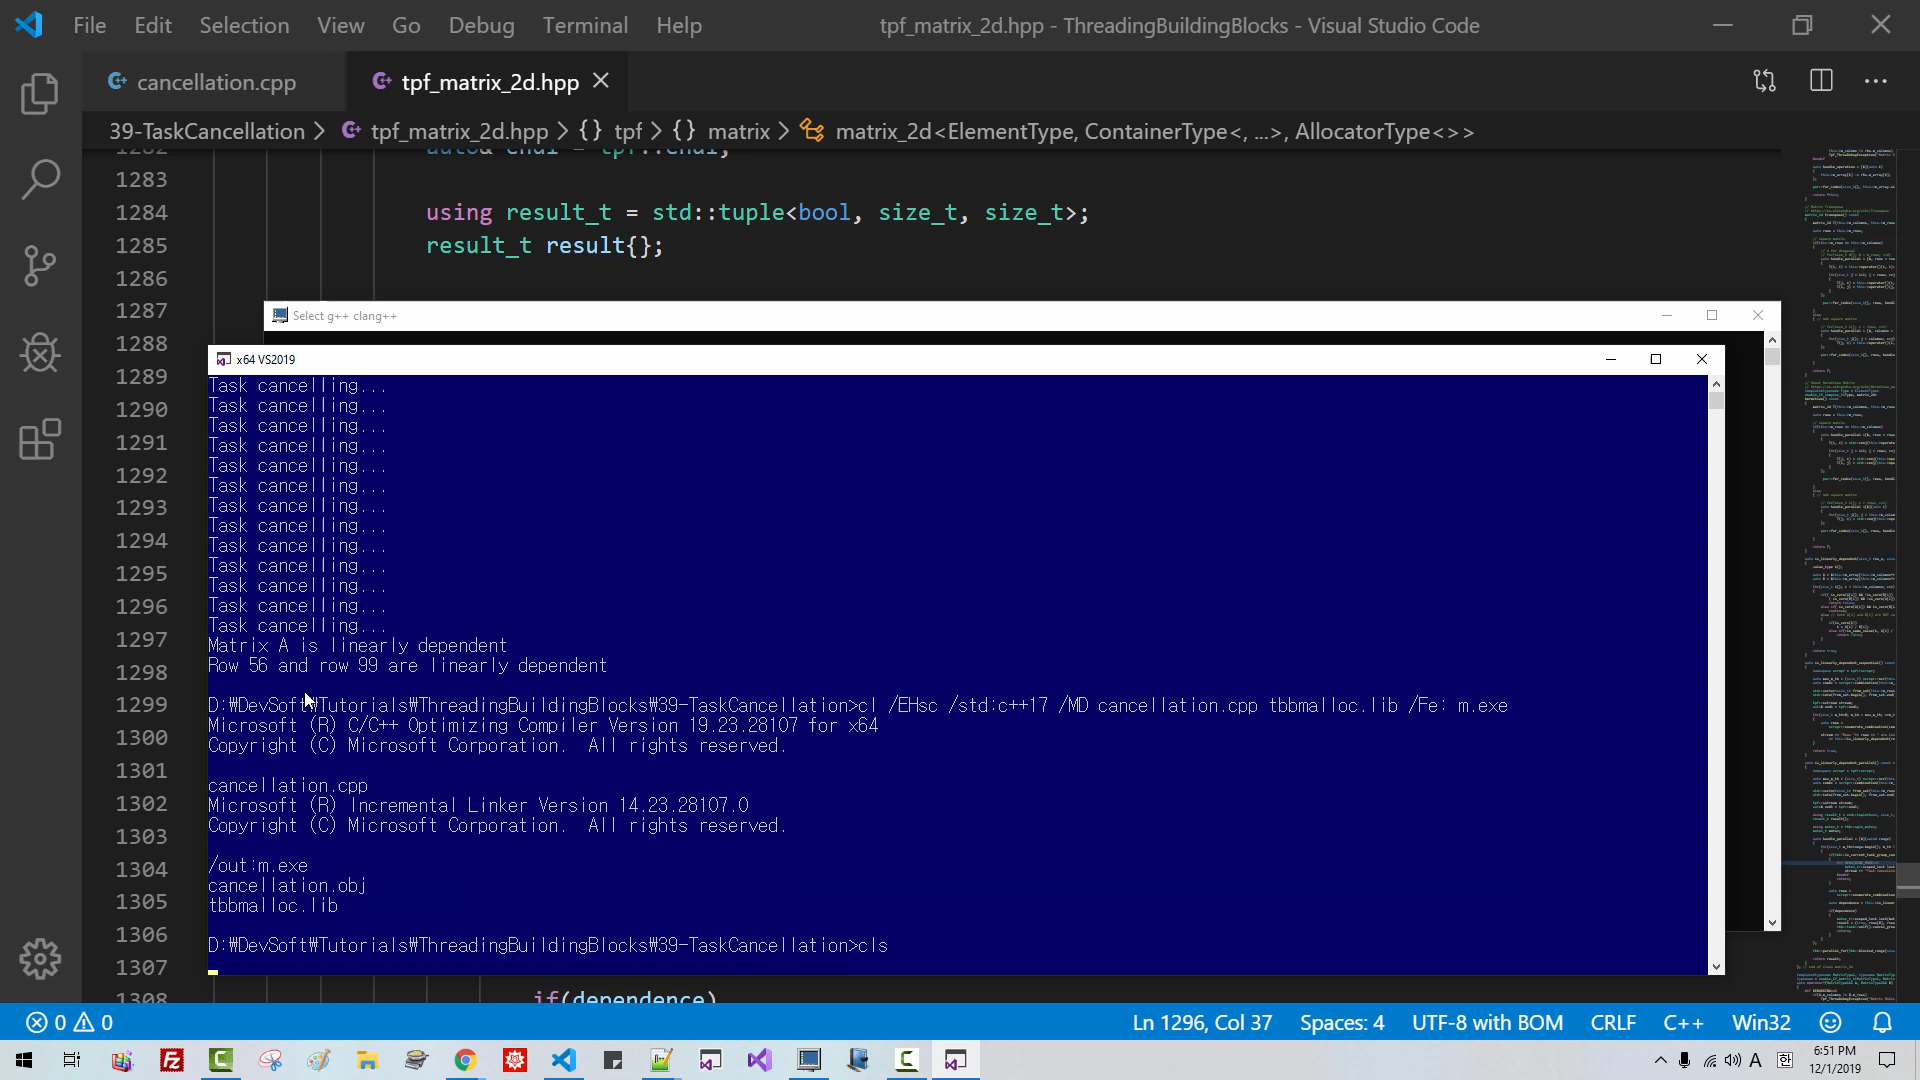 File Edit Selection View Go Debug Terminal Help
tpf_matrix_2d.hpp - ThreadingBuildingBlocks - Visual Studio Code
cancellation.cpp
tpf_matrix_2d.hpp
39-TaskCancellation > tpf_matrix_2d.hpp > {} tpf > {} matrix > matrix_2d<ElementType, ContainerType<, ...>, AllocatorType<>>
1282 auto& endl = tpf::endl;
1283
1284 using result_t = std::tuple<bool, size_t, size_t>;
1285 result_t result{};
1286
1287
1288
1289
1290
1291
1292
1293
1294
1295
1296
1297
1298
1299
1300
1301
1302
1303
1304
1305
1306
1307
1308 if(dependence)
Select g++ clang++
x64 VS2019
Task cancelling...
Task cancelling...
Task cancelling...
Task cancelling...
Task cancelling...
Task cancelling...
Task cancelling...
Task cancelling...
Task cancelling...
Task cancelling...
Task cancelling...
Task cancelling...
Task cancelling...
Matrix A is linearly dependent
Row 56 and row 99 are linearly dependent
D:₩DevSoft₩Tutorials₩ThreadingBuildingBlocks₩39-TaskCancellation>cl /EHsc /std:c++17 /MD cancellation.cpp tbbmalloc.lib /Fe: m.exe
Microsoft (R) C/C++ Optimizing Compiler Version 19.23.28107 for x64
Copyright (C) Microsoft Corporation.  All rights reserved.
cancellation.cpp
Microsoft (R) Incremental Linker Version 14.23.28107.0
Copyright (C) Microsoft Corporation.  All rights reserved.
/out:m.exe
cancellation.obj
tbbmalloc.lib
D:₩DevSoft₩Tutorials₩ThreadingBuildingBlocks₩39-TaskCancellation>cls
0 0
Ln 1296, Col 37 Spaces: 4 UTF-8 with BOM CRLF C++ Win32
A 한
6:51 PM
12/1/2019